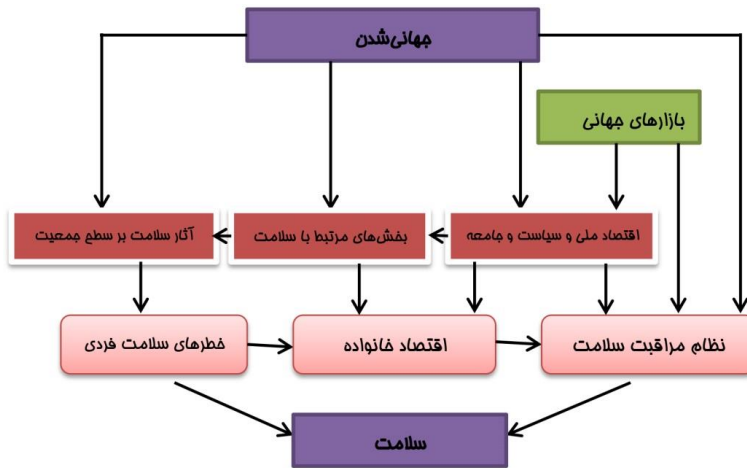 جهانی‌شدن
بازارهای جهانی
اقتصاد ملی و سیاست و جامعه
بخش‌های مرتبط با سلامت
آثار سلامت بر سطح جمعیت
نظام مراقبت سلامت
اقتصاد خانواده
خطرهای سلامت فردی
سلامت